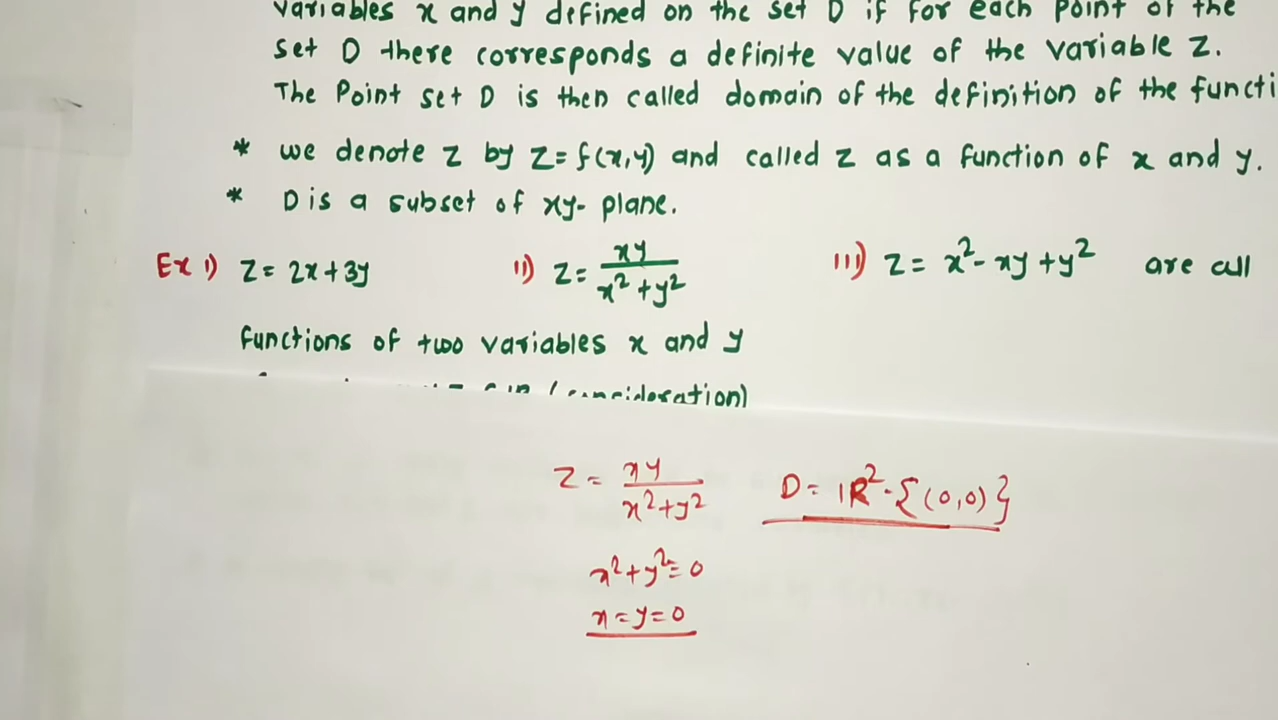 variables x and y defined on the set D if for each point of the
set D there corresponds a definite value of the variable z.
The Point set D is then called domain of the definition of the functi
* we denote z by z= f(x,y) and called z as a function of x and y.
* D is a subset of xy- plane.
Ex i) z= 2x+3y ii) z= xy/x²+y² iii) z= x²-xy+y² are all
functions of two variables x and y
(consideration)
z= xy/x²+y² D= ℝ²-{(0,0)}
x²+y²=0
x=y=0